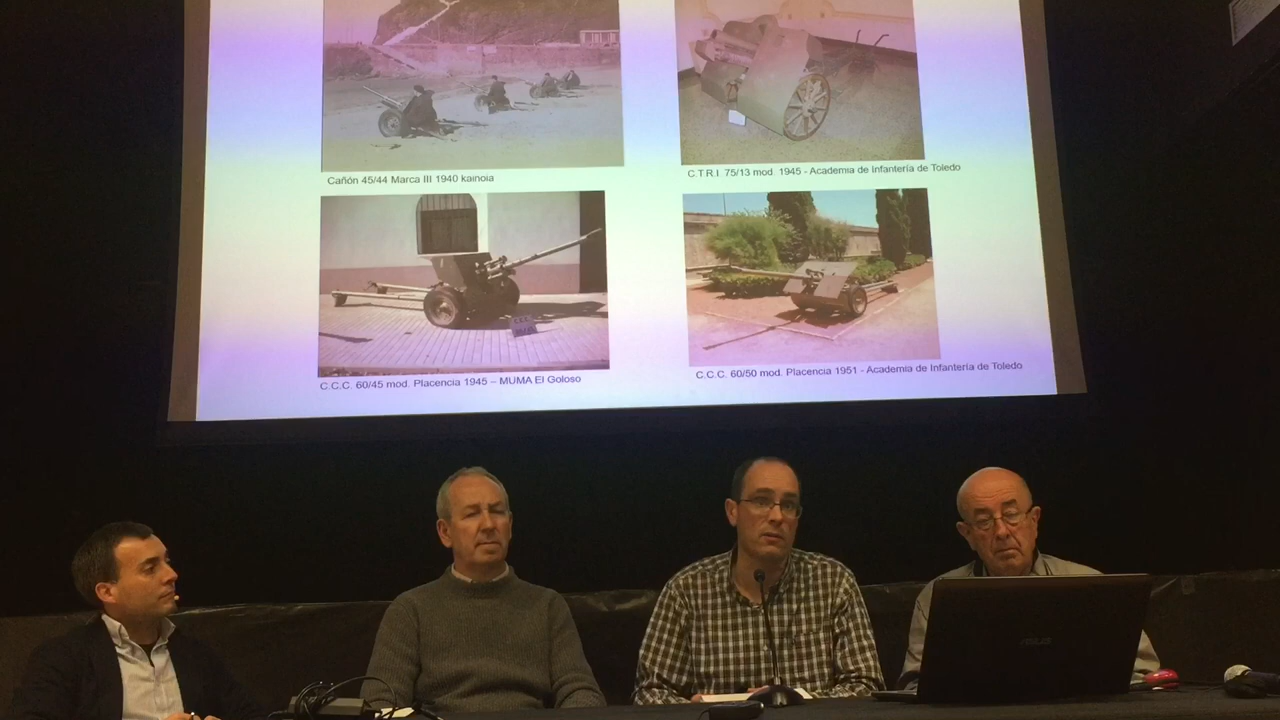 Cañón 45/44 Marca III 1940 kainoia
C.T.R.I. 75/13 mod. 1945 - Academia de Infantería de Toledo
C.C.C. 60/45 mod. Placencia 1945 – MUMA El Goloso
C.C.C. 60/50 mod. Placencia 1951 - Academia de Infantería de Toledo
ASUS